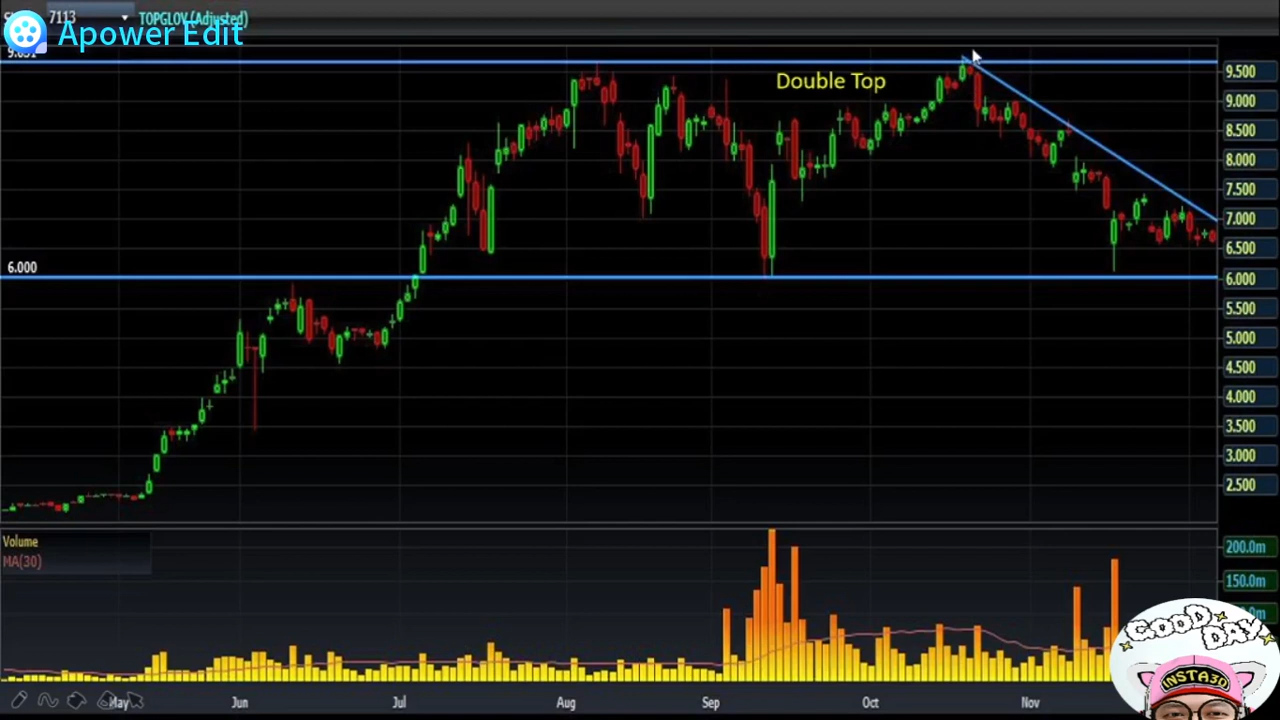 7113
TOPGLOV (Adjusted)
Apower Edit
9.631
Double Top
9.500
9.000
8.500
8.000
7.500
7.000
6.500
6.000
6.000
5.500
5.000
4.500
4.000
3.500
3.000
2.500
Volume
MA(30)
200.0m
150.0m
GOOD
DAY
INSTA30
May
Jun
Jul
Aug
Sep
Oct
Nov